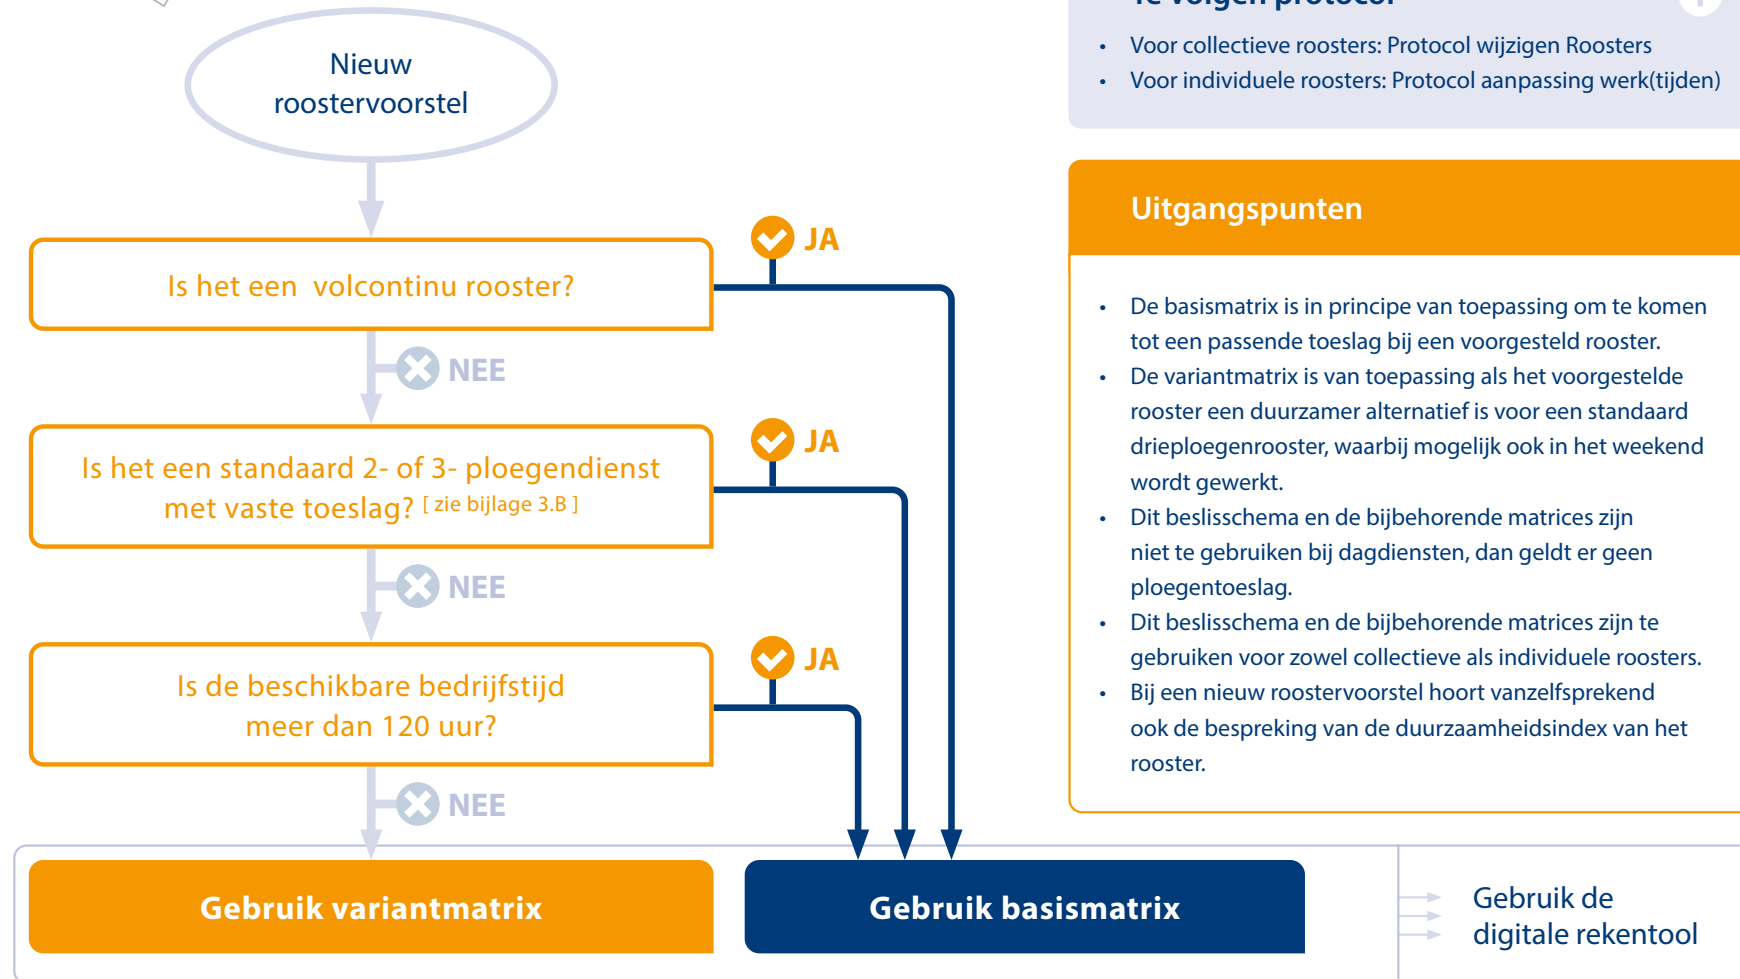 Nieuw
roostervoorstel
Is het een volcontinu rooster?
JA
NEE
Is het een standaard 2- of 3- ploegendienst
met vaste toeslag? [ zie bijlage 3.B ]
JA
NEE
Is de beschikbare bedrijfstijd
meer dan 120 uur?
JA
NEE
Gebruik variantmatrix
Gebruik basismatrix
Te volgen protocol
• Voor collectieve roosters: Protocol wijzigen Roosters
• Voor individuele roosters: Protocol aanpassing werk(tijden)
Uitgangspunten
• De basismatrix is in principe van toepassing om te komen
tot een passende toeslag bij een voorgesteld rooster.
• De variantmatrix is van toepassing als het voorgestelde
rooster een duurzamer alternatief is voor een standaard
drieploegenrooster, waarbij mogelijk ook in het weekend
wordt gewerkt.
• Dit beslisschema en de bijbehorende matrices zijn
niet te gebruiken bij dagdiensten, dan geldt er geen
ploegentoeslag.
• Dit beslisschema en de bijbehorende matrices zijn te
gebruiken voor zowel collectieve als individuele roosters.
• Bij een nieuw roostervoorstel hoort vanzelfsprekend
ook de bespreking van de duurzaamheidsindex van het
rooster.
Gebruik de
digitale rekentool